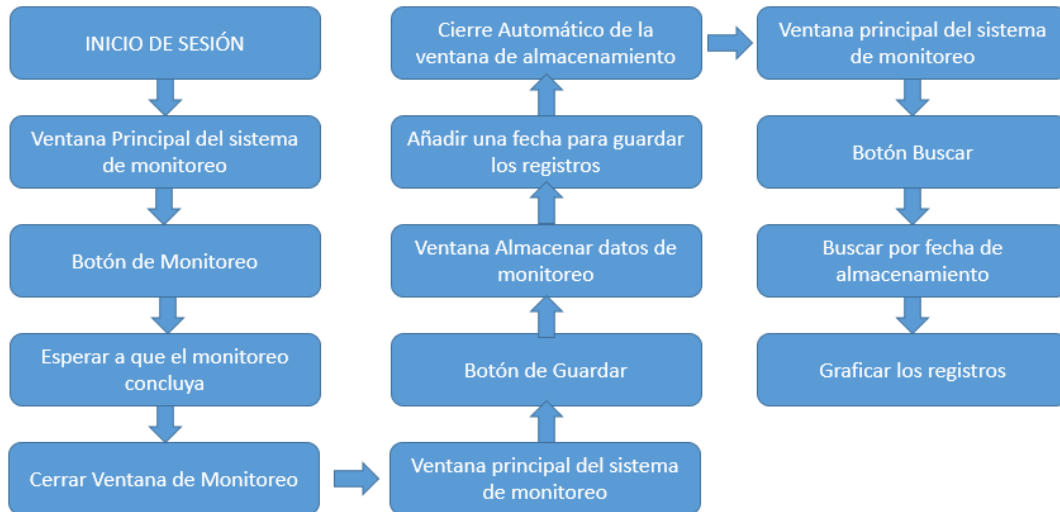 INICIO DE SESIÓN
Ventana Principal del sistema
de monitoreo
Botón de Monitoreo
Esperar a que el monitoreo
concluya
Cerrar Ventana de Monitoreo
Ventana principal del sistema
de monitoreo
Botón de Guardar
Ventana Almacenar datos de
monitoreo
Añadir una fecha para guardar
los registros
Cierre Automático de la
ventana de almacenamiento
Ventana principal del sistema
de monitoreo
Botón Buscar
Buscar por fecha de
almacenamiento
Graficar los registros